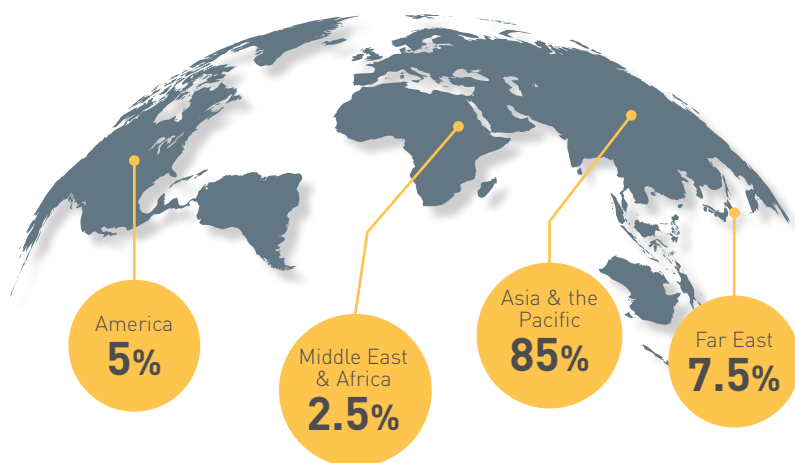 America
5%
Middle East
& Africa
2.5%
Asia & the
Pacific
85%
Far East
7.5%